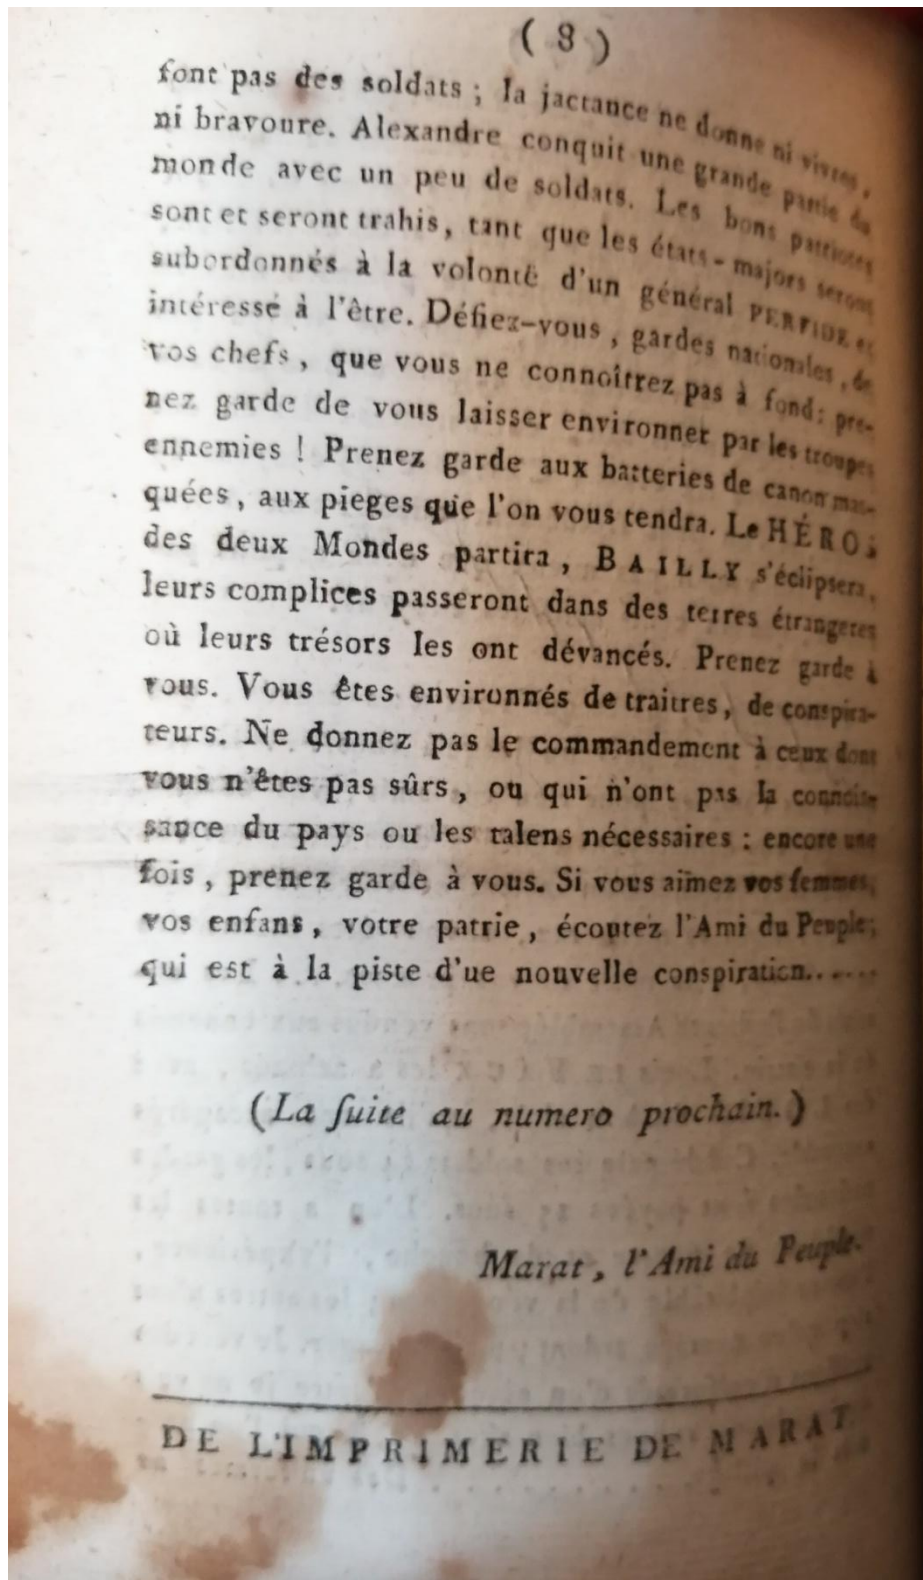 ( 8 )
font pas des soldats ; la jactance ne donne ni vivres,
ni bravoure. Alexandre conquit une grande partie du
monde avec un peu de soldats. Les bons patriotes
sont et seront trahis, tant que les états-majors seront
subordonnés à la volonté d'un général PERFIDE et
intéressé à l'être. Défiez-vous, gardes nationales, de
vos chefs, que vous ne connoîtrez pas à fond: pre-
nez garde de vous laisser environner par les troupes
ennemies ! Prenez garde aux batteries de canon mas-
quées, aux pieges que l'on vous tendra. Le HÉROS
des deux Mondes partira, BAILLY s'éclipsera,
leurs complices passeront dans des terres étrangeres
où leurs trésors les ont dévancés. Prenez garde à
vous. Vous êtes environnés de traitres, de conspira-
teurs. Ne donnez pas le commandement à ceux dont
vous n'êtes pas sûrs, ou qui n'ont pas la connois-
sance du pays ou les talens nécessaires : encore une
fois, prenez garde à vous. Si vous aimez vos femmes,
vos enfans, votre patrie, écoutez l'Ami du Peuple;
qui est à la piste d'ue nouvelle conspiration......
(La suite au numero prochain.)
Marat, l'Ami du Peuple.
DE L'IMPRIMERIE DE MARAT